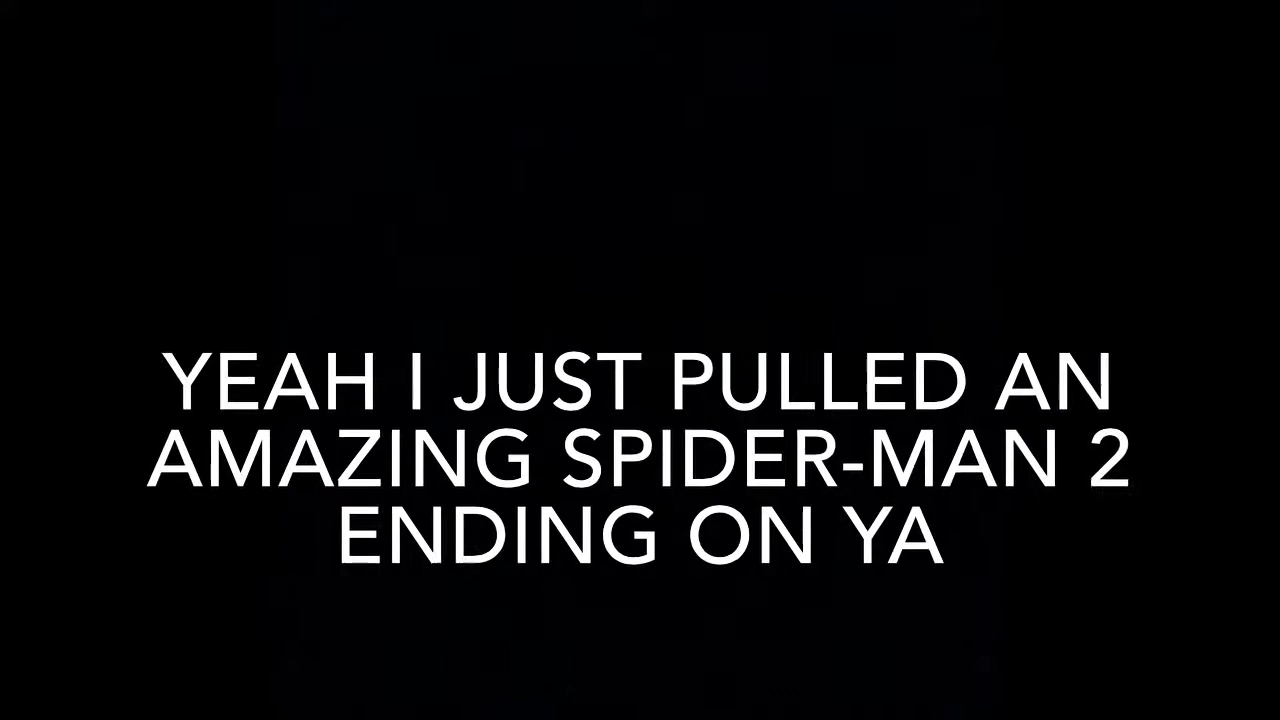 YEAH I JUST PULLED AN
AMAZING SPIDER-MAN 2
ENDING ON YA